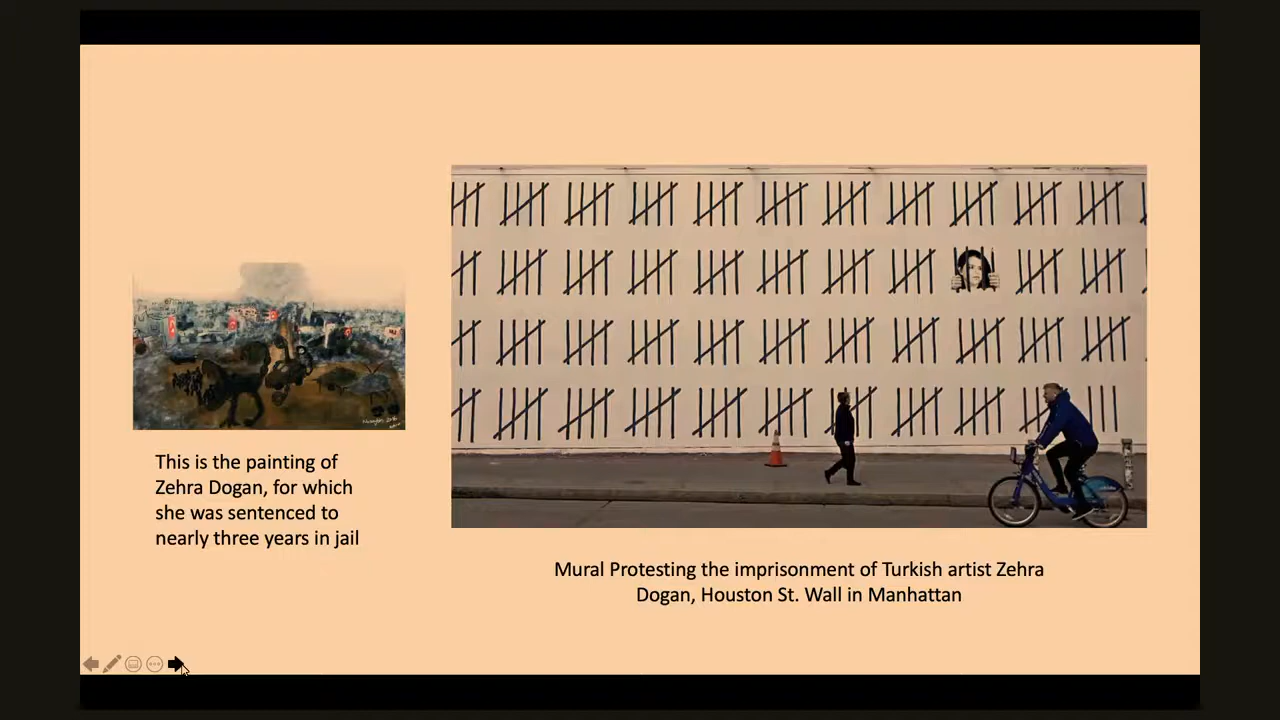 This is the painting of
Zehra Dogan, for which
she was sentenced to
nearly three years in jail
Mural Protesting the imprisonment of Turkish artist Zehra
Dogan, Houston St. Wall in Manhattan